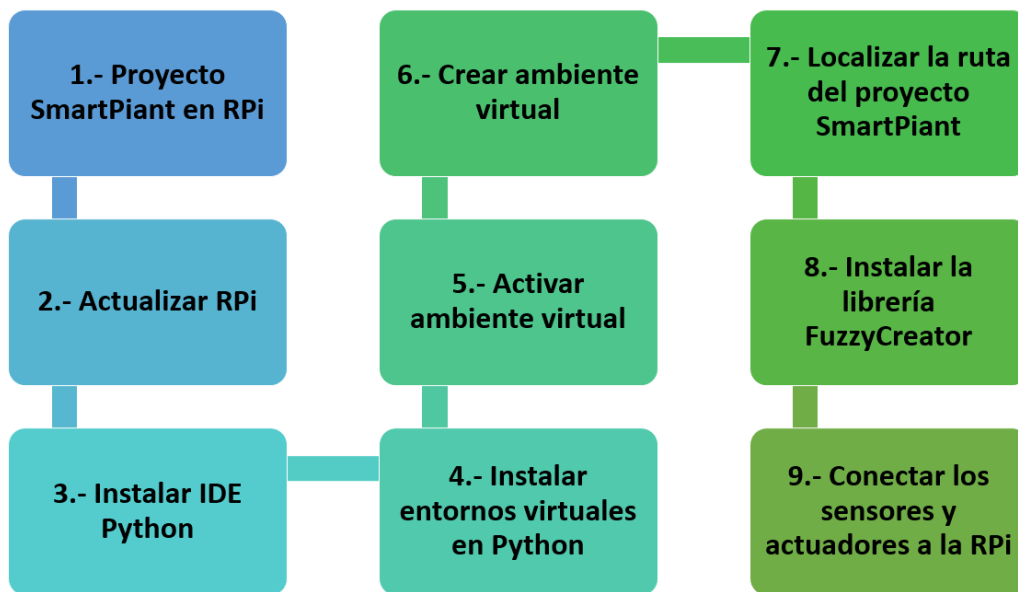 1.- Proyecto
SmartPiant en RPi
2.- Actualizar RPi
3.- Instalar IDE
Python
4.- Instalar
entornos virtuales
en Python
5.- Activar
ambiente virtual
6.- Crear ambiente
virtual
7.- Localizar la ruta
del proyecto
SmartPiant
8.- Instalar la
librería
FuzzyCreator
9.- Conectar los
sensores y
actuadores a la RPi